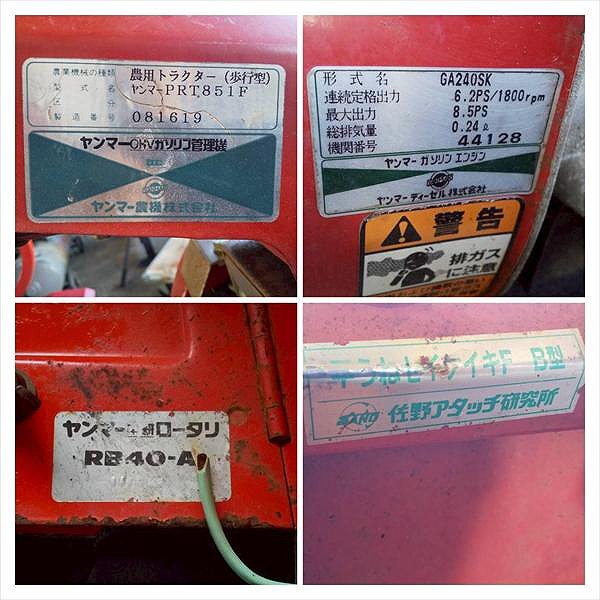 農業機械の種類 農用トラクター(歩行型)
型式名 ヤンマーPRT851F
区分
製造番号 081619
ヤンマーOHVガソリン管理機
ヤンマー農機株式会社
形式名 GA240SK
連続定格出力 6.2PS/1800rpm
最大出力 8.5PS
総排気量 0.24ℓ
機関番号 44128
ヤンマー ガソリン エンジン
ヤンマー ディーゼル 株式会社
警告
排ガス
に注意
ヤンマー土耕ロータリ
RB40-A
B型
SANO 佐野アタッチ研究所